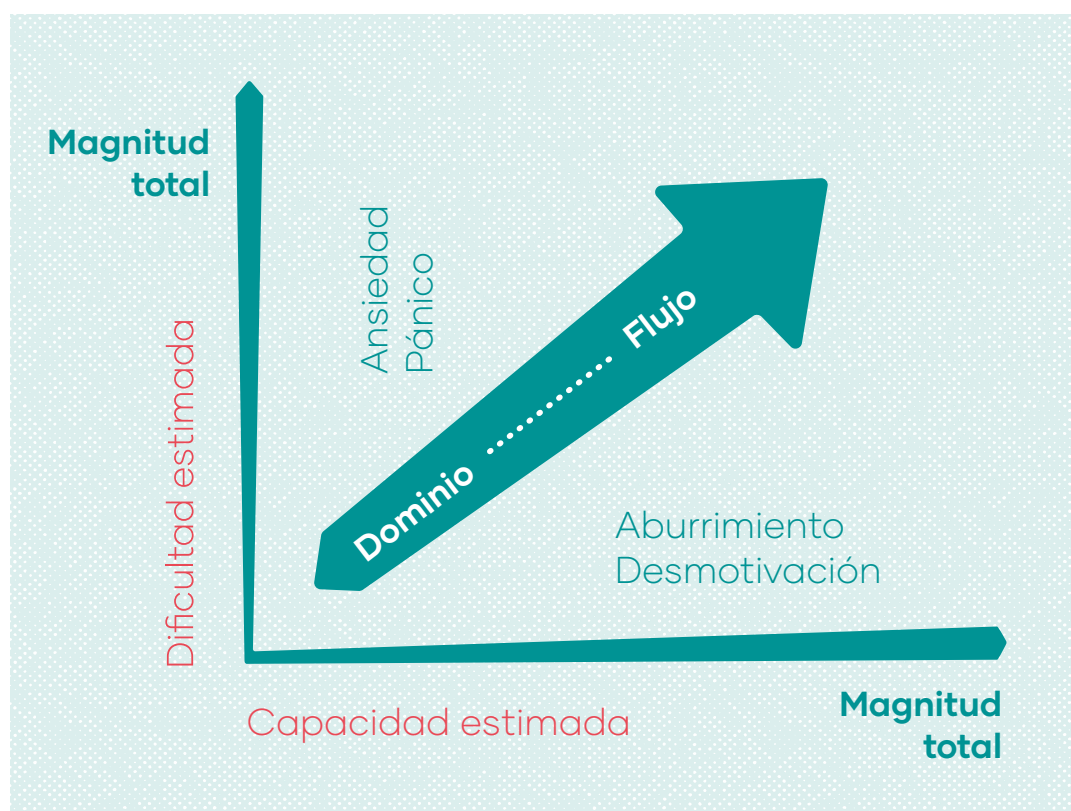 Magnitud
total
Ansiedad
Pánico
Dificultad estimada
Dominio
Flujo
Aburrimiento
Desmotivación
Capacidad estimada
Magnitud
total